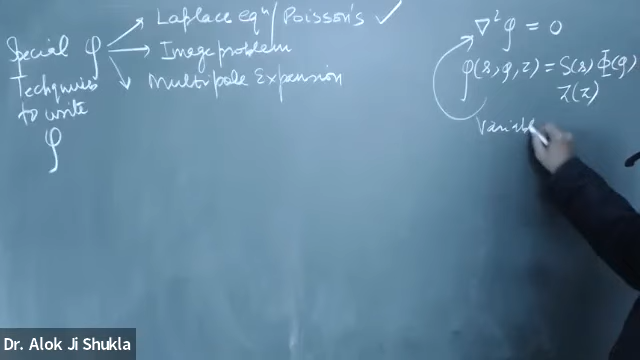 Special φ
Techniques
to write
φ
Laplace eqⁿ/Poisson's ✓
Image problem
Multipole Expansion
∇²φ = 0
φ(s,φ,z) = S(s) Φ(φ)
Z(z)
Variable
Dr. Alok Ji Shukla